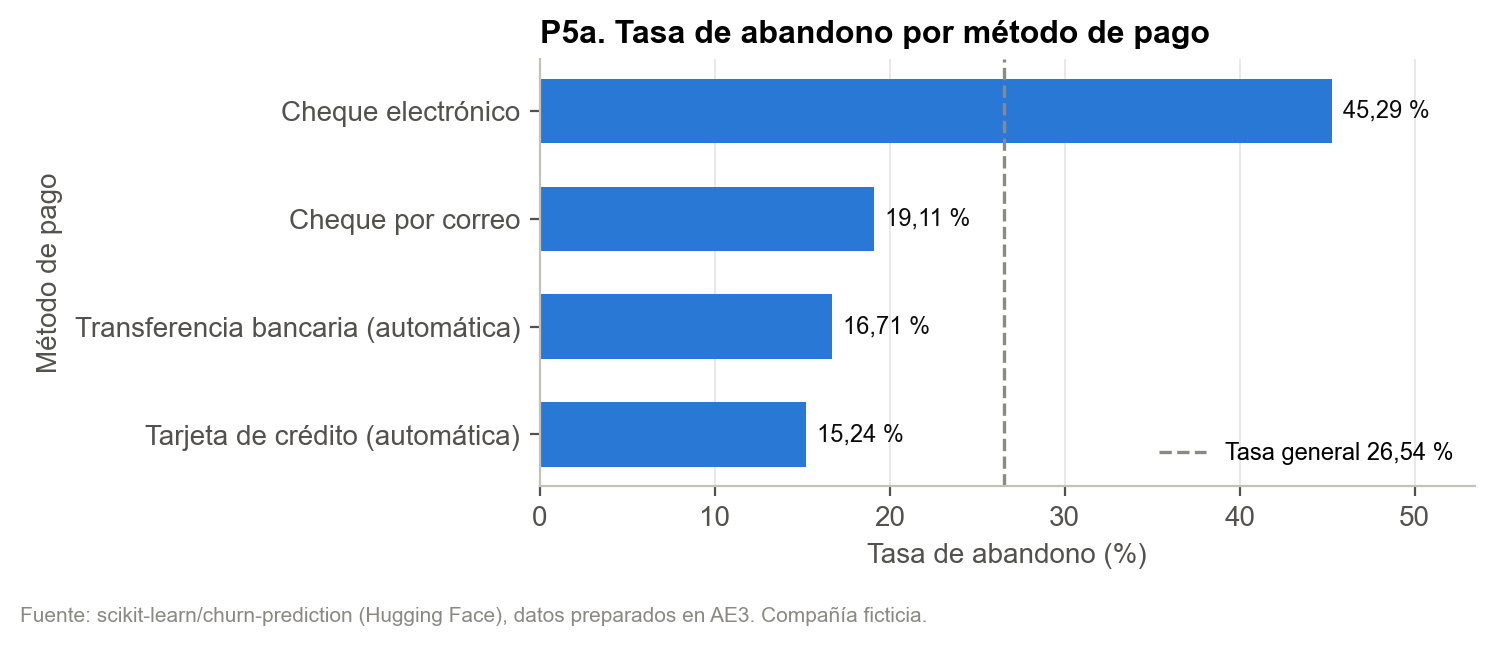 P5a. Tasa de abandono por método de pago
Método de pago
Cheque electrónico
45,29 %
Cheque por correo
19,11 %
Transferencia bancaria (automática)
16,71 %
Tarjeta de crédito (automática)
15,24 %
Tasa general 26,54 %
0 10 20 30 40 50
Tasa de abandono (%)
Fuente: scikit-learn/churn-prediction (Hugging Face), datos preparados en AE3. Compañía ficticia.